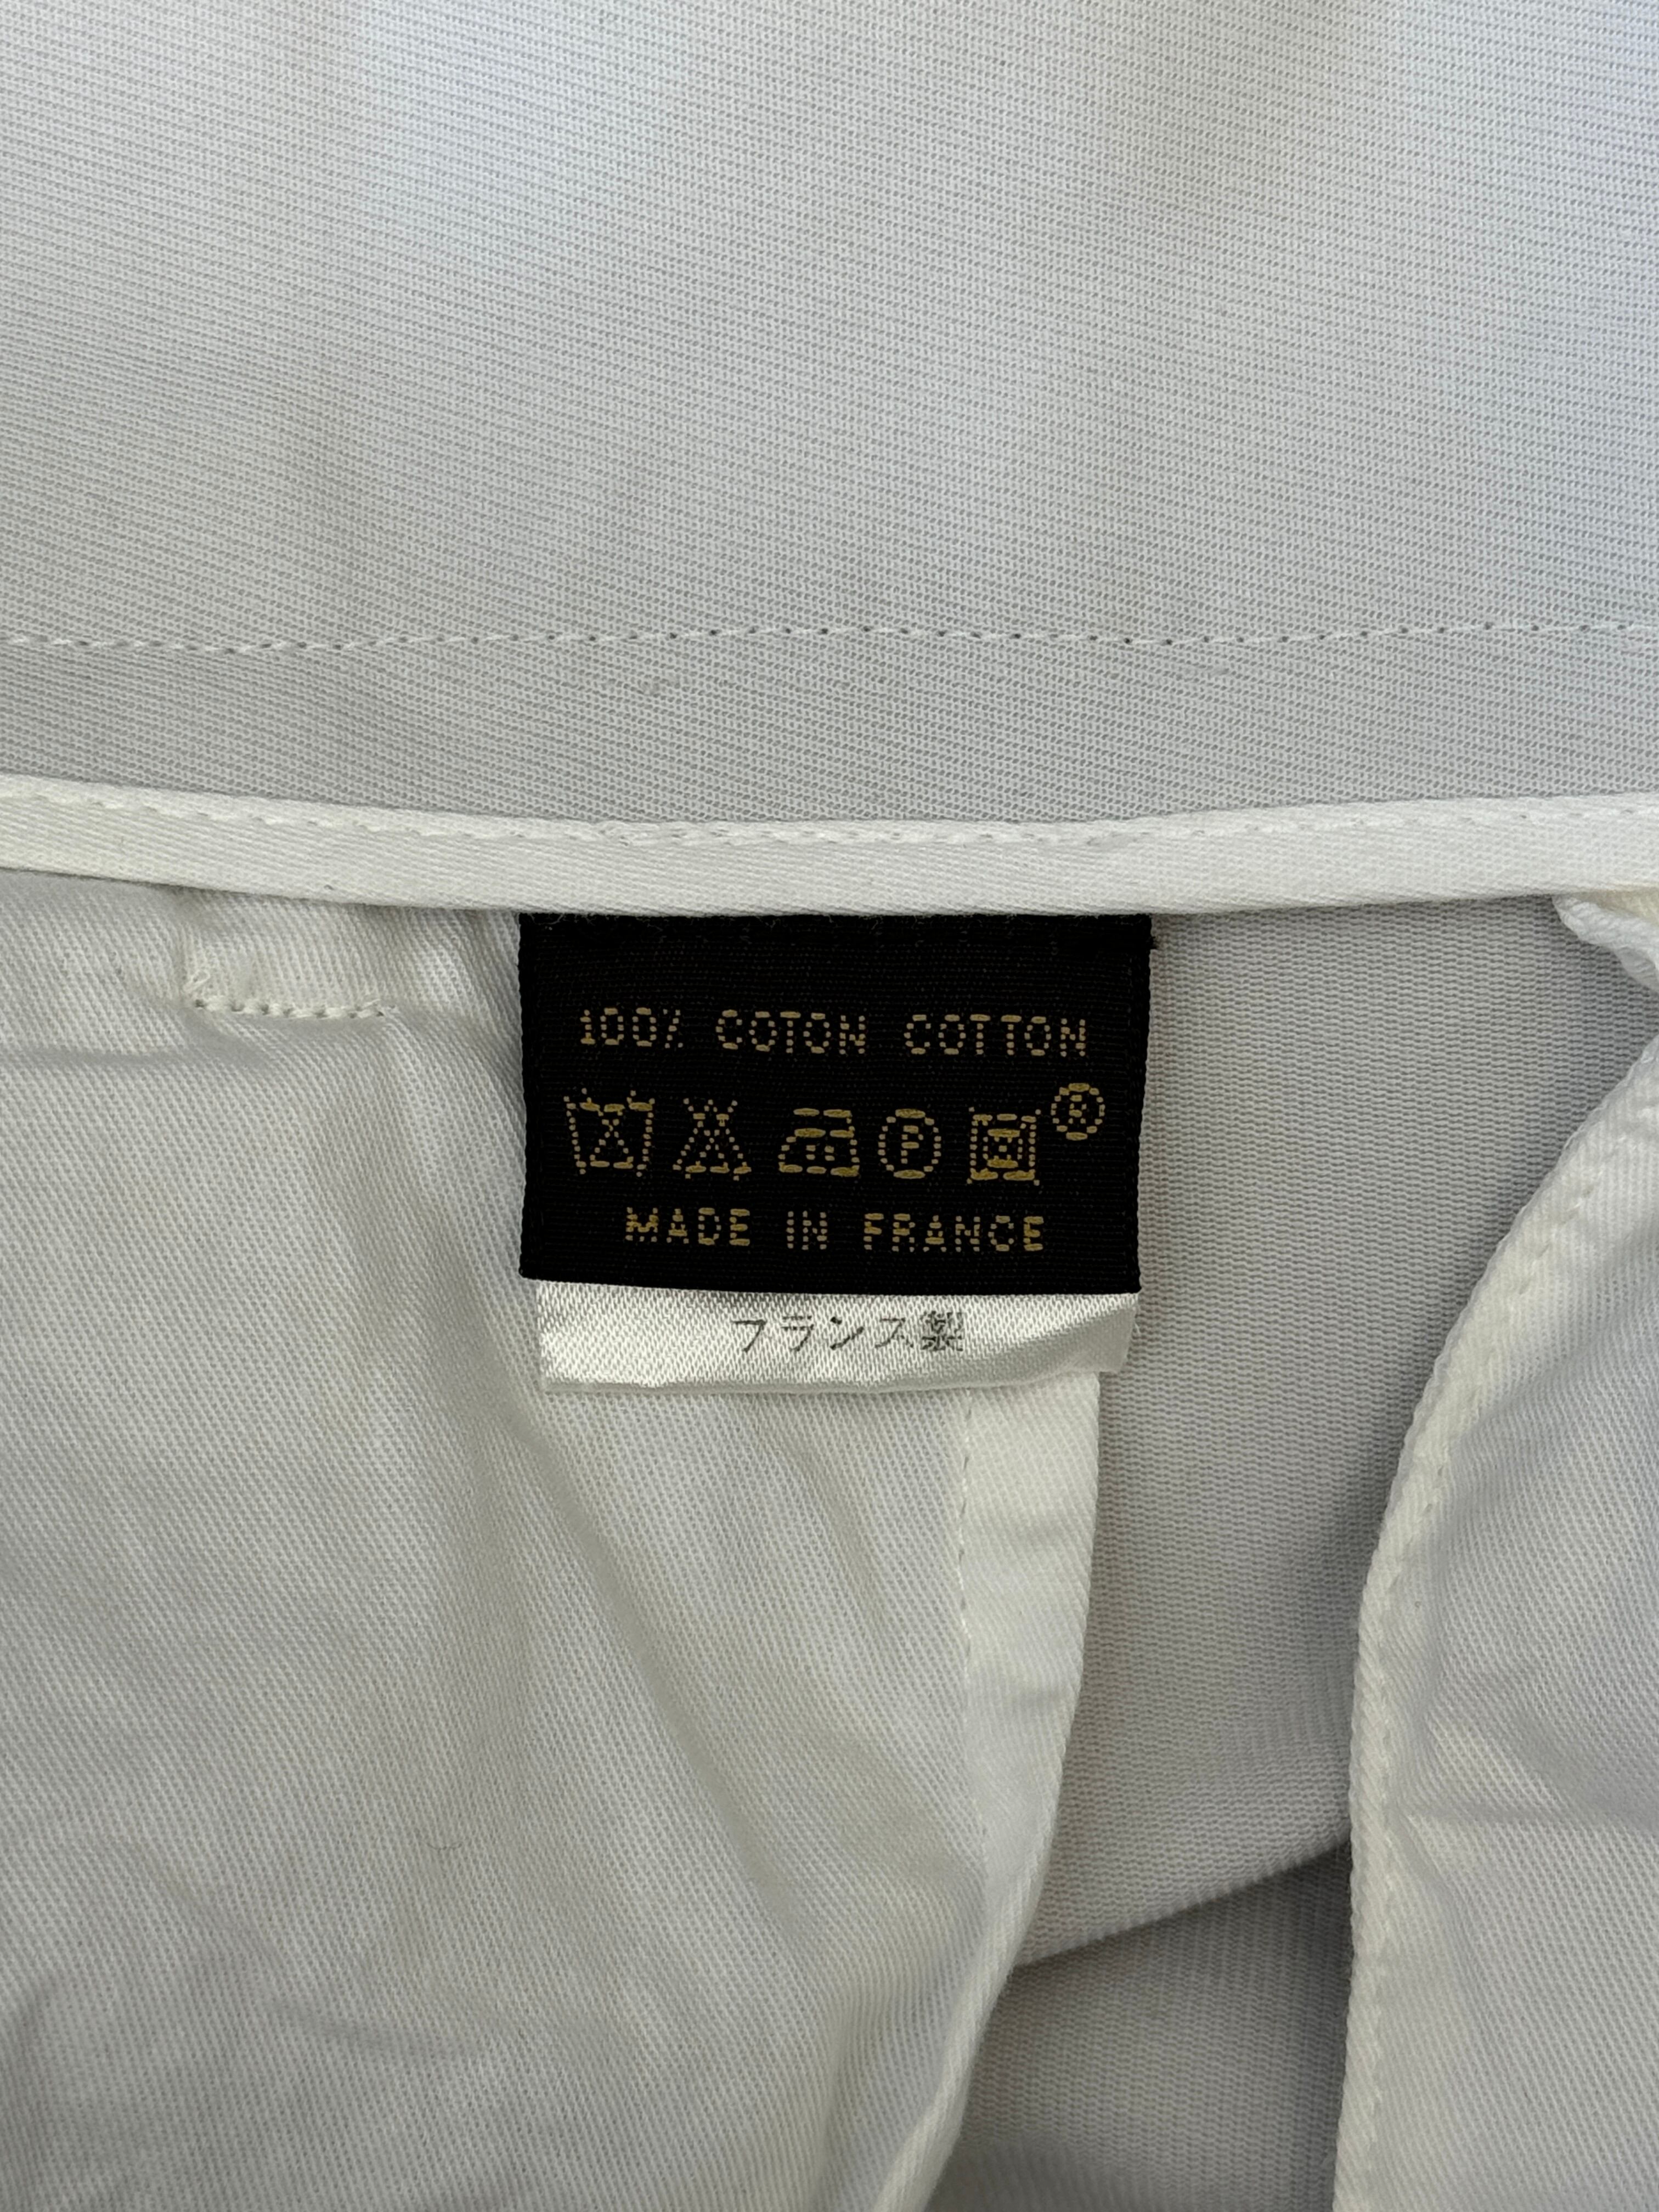 100% COTON COTTON
P ®
MADE IN FRANCE
フランス製